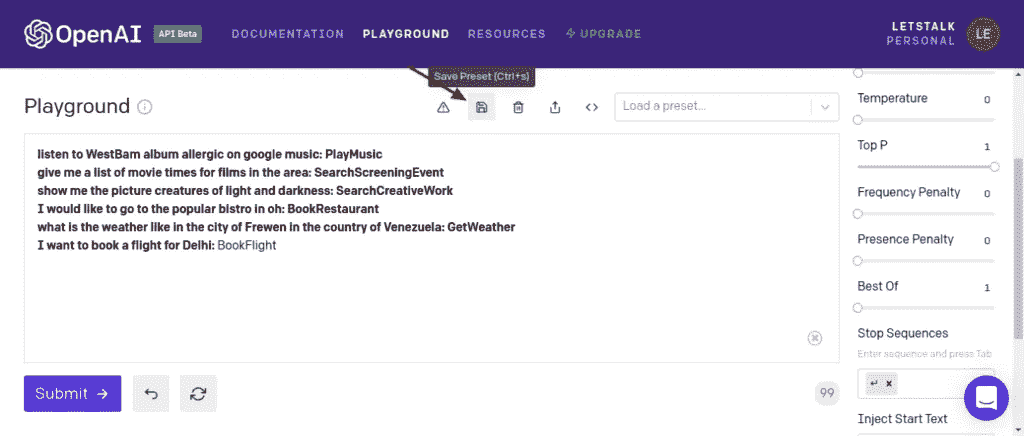 OpenAI API Beta DOCUMENTATION PLAYGROUND RESOURCES UPGRADE LETSTALK
PERSONAL LE
Save Preset (Ctrl+s)
Playground Load a preset...
listen to WestBam album allergic on google music: PlayMusic
give me a list of movie times for films in the area: SearchScreeningEvent
show me the picture creatures of light and darkness: SearchCreativeWork
I would like to go to the popular bistro in oh: BookRestaurant
what is the weather like in the city of Frewen in the country of Venezuela: GetWeather
I want to book a flight for Delhi: BookFlight
Submit
99
Temperature 0
Top P 1
Frequency Penalty 0
Presence Penalty 0
Best Of 1
Stop Sequences
Enter sequence and press Tab
↵ x
Inject Start Text